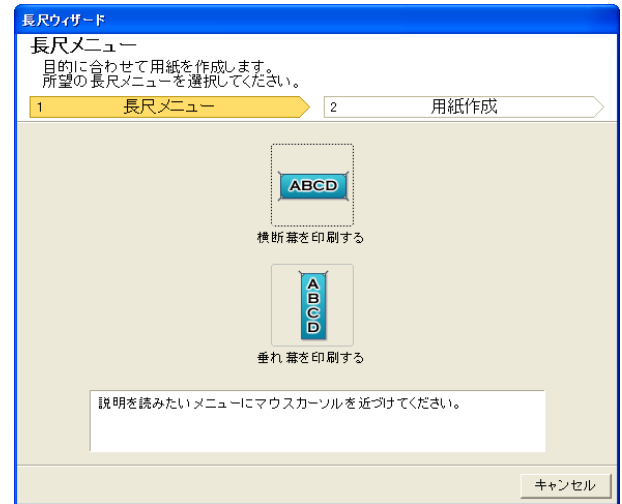 長尺ウィザード
長尺メニュー
目的に合わせて用紙を作成します。
所望の長尺メニューを選択してください。
1 長尺メニュー 2 用紙作成
ABCD
横断幕を印刷する
A
B
C
D
垂れ幕を印刷する
説明を読みたいメニューにマウスカーソルを近づけてください。
キャンセル